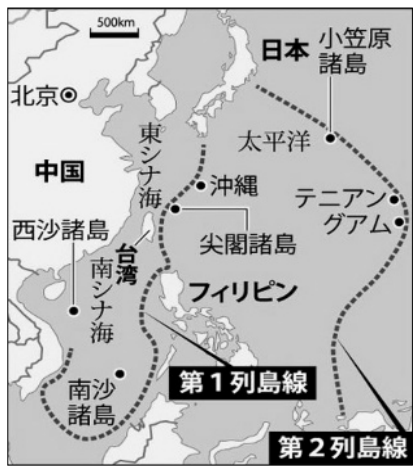 500km
日本
小笠原
諸島
北京
東シナ海
太平洋
中国
沖縄
テニアン
グアム
西沙諸島
台湾
尖閣諸島
南シナ海
フィリピン
南沙
諸島
第1列島線
第2列島線